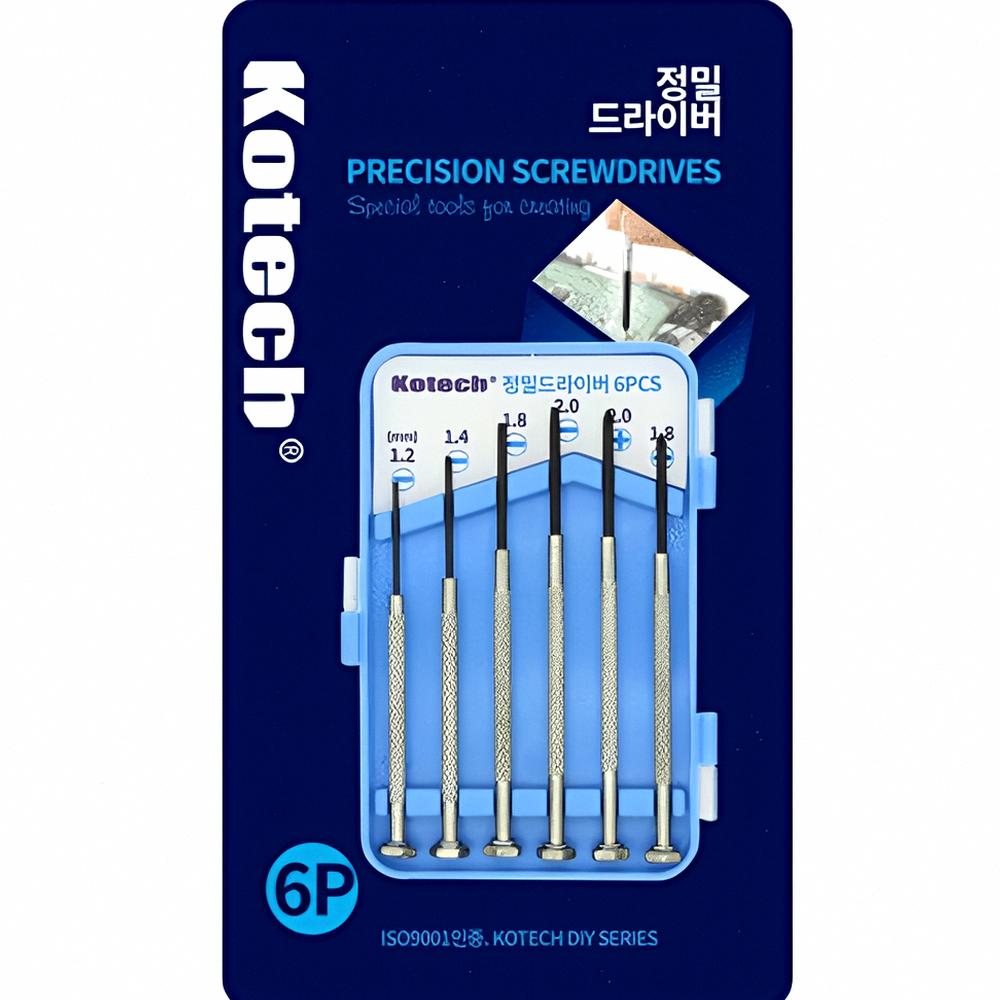 Kotech®
정밀
드라이버
PRECISION SCREWDRIVES
Special tools for creating
Kotech® 정밀드라이버 6PCS
(mm)
1.2
1.4
1.8
2.0
2.0
1.8
6P
ISO9001인증. KOTECH DIY SERIES